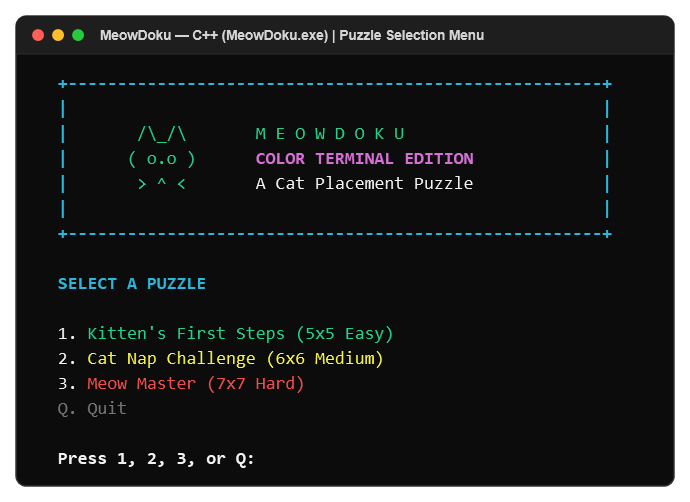 MeowDoku — C++ (MeowDoku.exe) | Puzzle Selection Menu
+------------------------------------------------------+
|                                                      |
|       /\_/\       M E O W D O K U                    |
|      ( o.o )      COLOR TERMINAL EDITION             |
|       > ^ <       A Cat Placement Puzzle             |
|                                                      |
+------------------------------------------------------+
SELECT A PUZZLE
1. Kitten's First Steps (5x5 Easy)
2. Cat Nap Challenge (6x6 Medium)
3. Meow Master (7x7 Hard)
Q. Quit
Press 1, 2, 3, or Q: